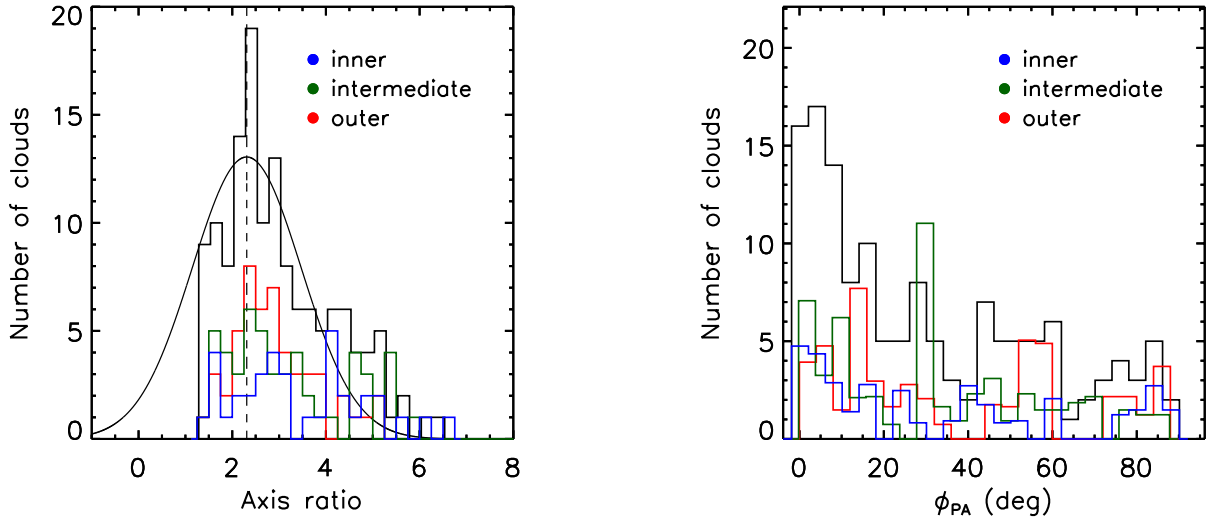 20
15
10
5
0
Number of clouds
inner
intermediate
outer
0 2 4 6 8
Axis ratio
20
15
10
5
0
Number of clouds
inner
intermediate
outer
0 20 40 60 80
ϕPA (deg)